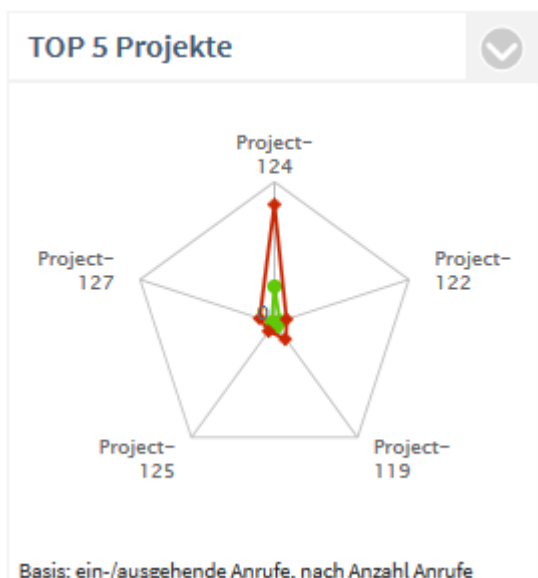 TOP 5 Projekte
Project-
124
Project-
127
Project-
122
0
Project-
125
Project-
119
Basis: ein-/ausgehende Anrufe, nach Anzahl Anrufe